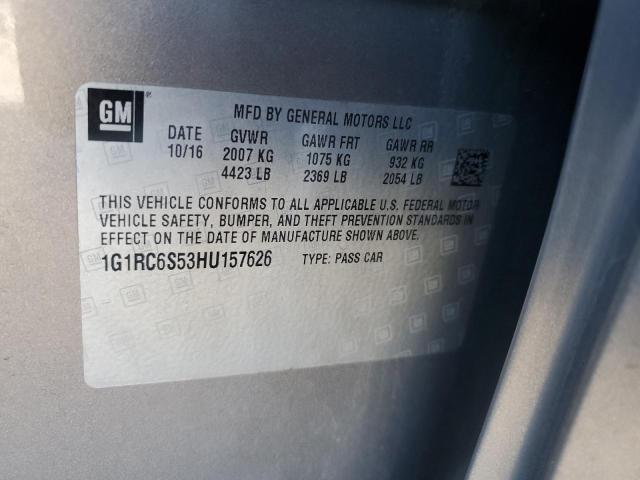 GM
MFD BY GENERAL MOTORS LLC
DATE GVWR GAWR FRT GAWR RR
10/16 2007 KG 1075 KG 932 KG
4423 LB 2369 LB 2054 LB
THIS VEHICLE CONFORMS TO ALL APPLICABLE U.S. FEDERAL MOTOR
VEHICLE SAFETY, BUMPER, AND THEFT PREVENTION STANDARDS IN
EFFECT ON THE DATE OF MANUFACTURE SHOWN ABOVE.
1G1RC6S53HU157626 TYPE: PASS CAR